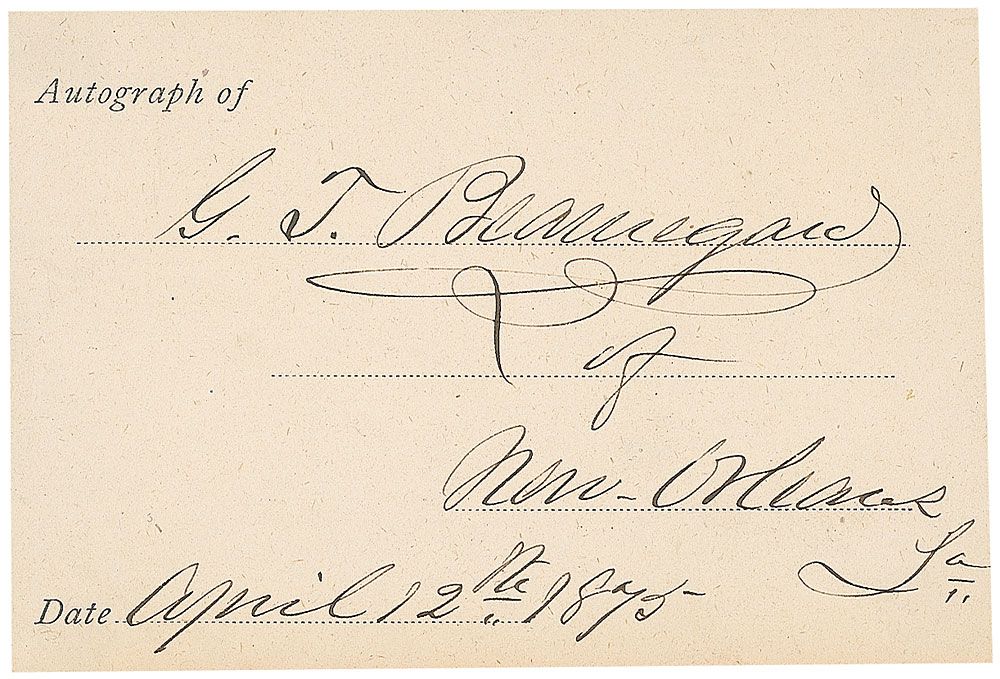 Autograph of
G. T. Beauregard
of
New-Orleans
La
Date April 12th 1875